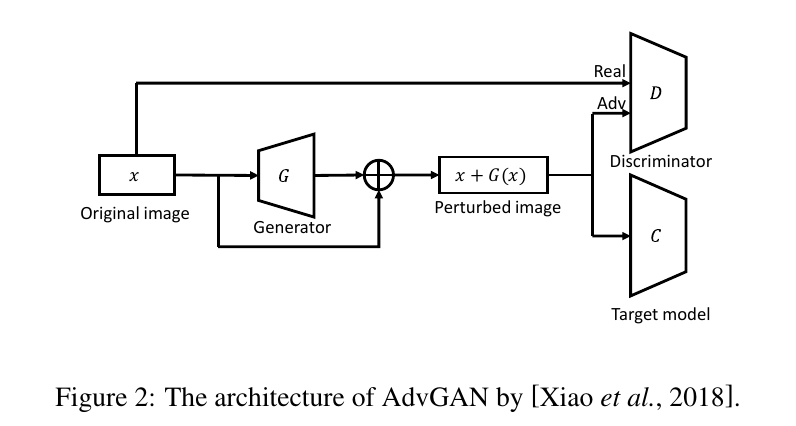 Real
D
Adv
Discriminator
x
Original image
G
Generator
x + G(x)
Perturbed image
C
Target model
Figure 2: The architecture of AdvGAN by [Xiao et al., 2018].